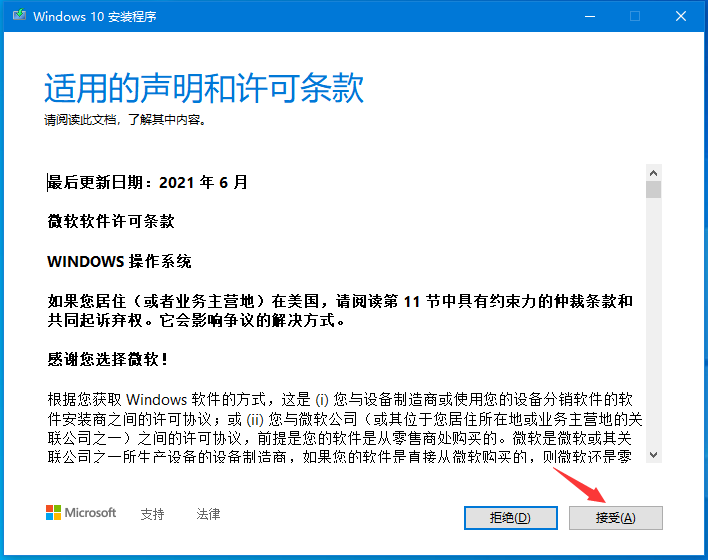 Windows 10 安装程序
适用的声明和许可条款
请阅读此文档，了解其中内容。
最后更新日期：2021 年 6 月
微软软件许可条款
WINDOWS 操作系统
如果您居住（或者业务主营地）在美国，请阅读第 11 节中具有约束力的仲裁条款和
共同起诉弃权。它会影响争议的解决方式。
感谢您选择微软！
根据您获取 Windows 软件的方式，这是 (i) 您与设备制造商或使用您的设备分销软件的软
件安装商之间的许可协议；或 (ii) 您与微软公司（或其位于您居住所在地或业务主营地的关
联公司之一）之间的许可协议，前提是您的软件是从零售商处购买的。微软是微软或其关
联公司之一所生产设备的设备制造商，如果您的软件是直接从微软购买的，则微软还是零
Microsoft
支持
法律
拒绝(D)
接受(A)